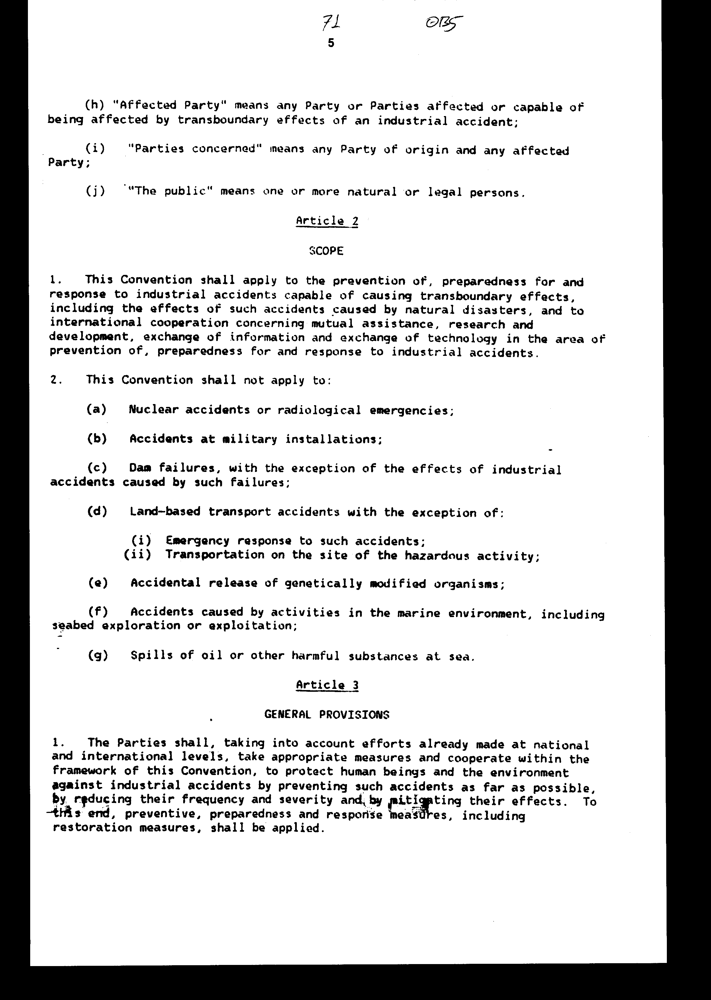 71 OBS
5
(h) "Affected Party" means any Party or Parties affected or capable of
being affected by transboundary effects of an industrial accident;
(i) "Parties concerned" means any Party of origin and any affected
Party;
(j) "The public" means one or more natural or legal persons.
Article 2
SCOPE
1. This Convention shall apply to the prevention of, preparedness for and
response to industrial accidents capable of causing transboundary effects,
including the effects of such accidents caused by natural disasters, and to
international cooperation concerning mutual assistance, research and
development, exchange of information and exchange of technology in the area of
prevention of, preparedness for and response to industrial accidents.
2. This Convention shall not apply to:
(a) Nuclear accidents or radiological emergencies;
(b) Accidents at military installations;
(c) Dam failures, with the exception of the effects of industrial
accidents caused by such failures;
(d) Land-based transport accidents with the exception of:
(i) Emergency response to such accidents;
(ii) Transportation on the site of the hazardous activity;
(e) Accidental release of genetically modified organisms;
(f) Accidents caused by activities in the marine environment, including
seabed exploration or exploitation;
(g) Spills of oil or other harmful substances at sea.
Article 3
GENERAL PROVISIONS
1. The Parties shall, taking into account efforts already made at national
and international levels, take appropriate measures and cooperate within the
framework of this Convention, to protect human beings and the environment
against industrial accidents by preventing such accidents as far as possible,
by reducing their frequency and severity and by mitigating their effects. To
this end, preventive, preparedness and response measures, including
restoration measures, shall be applied.